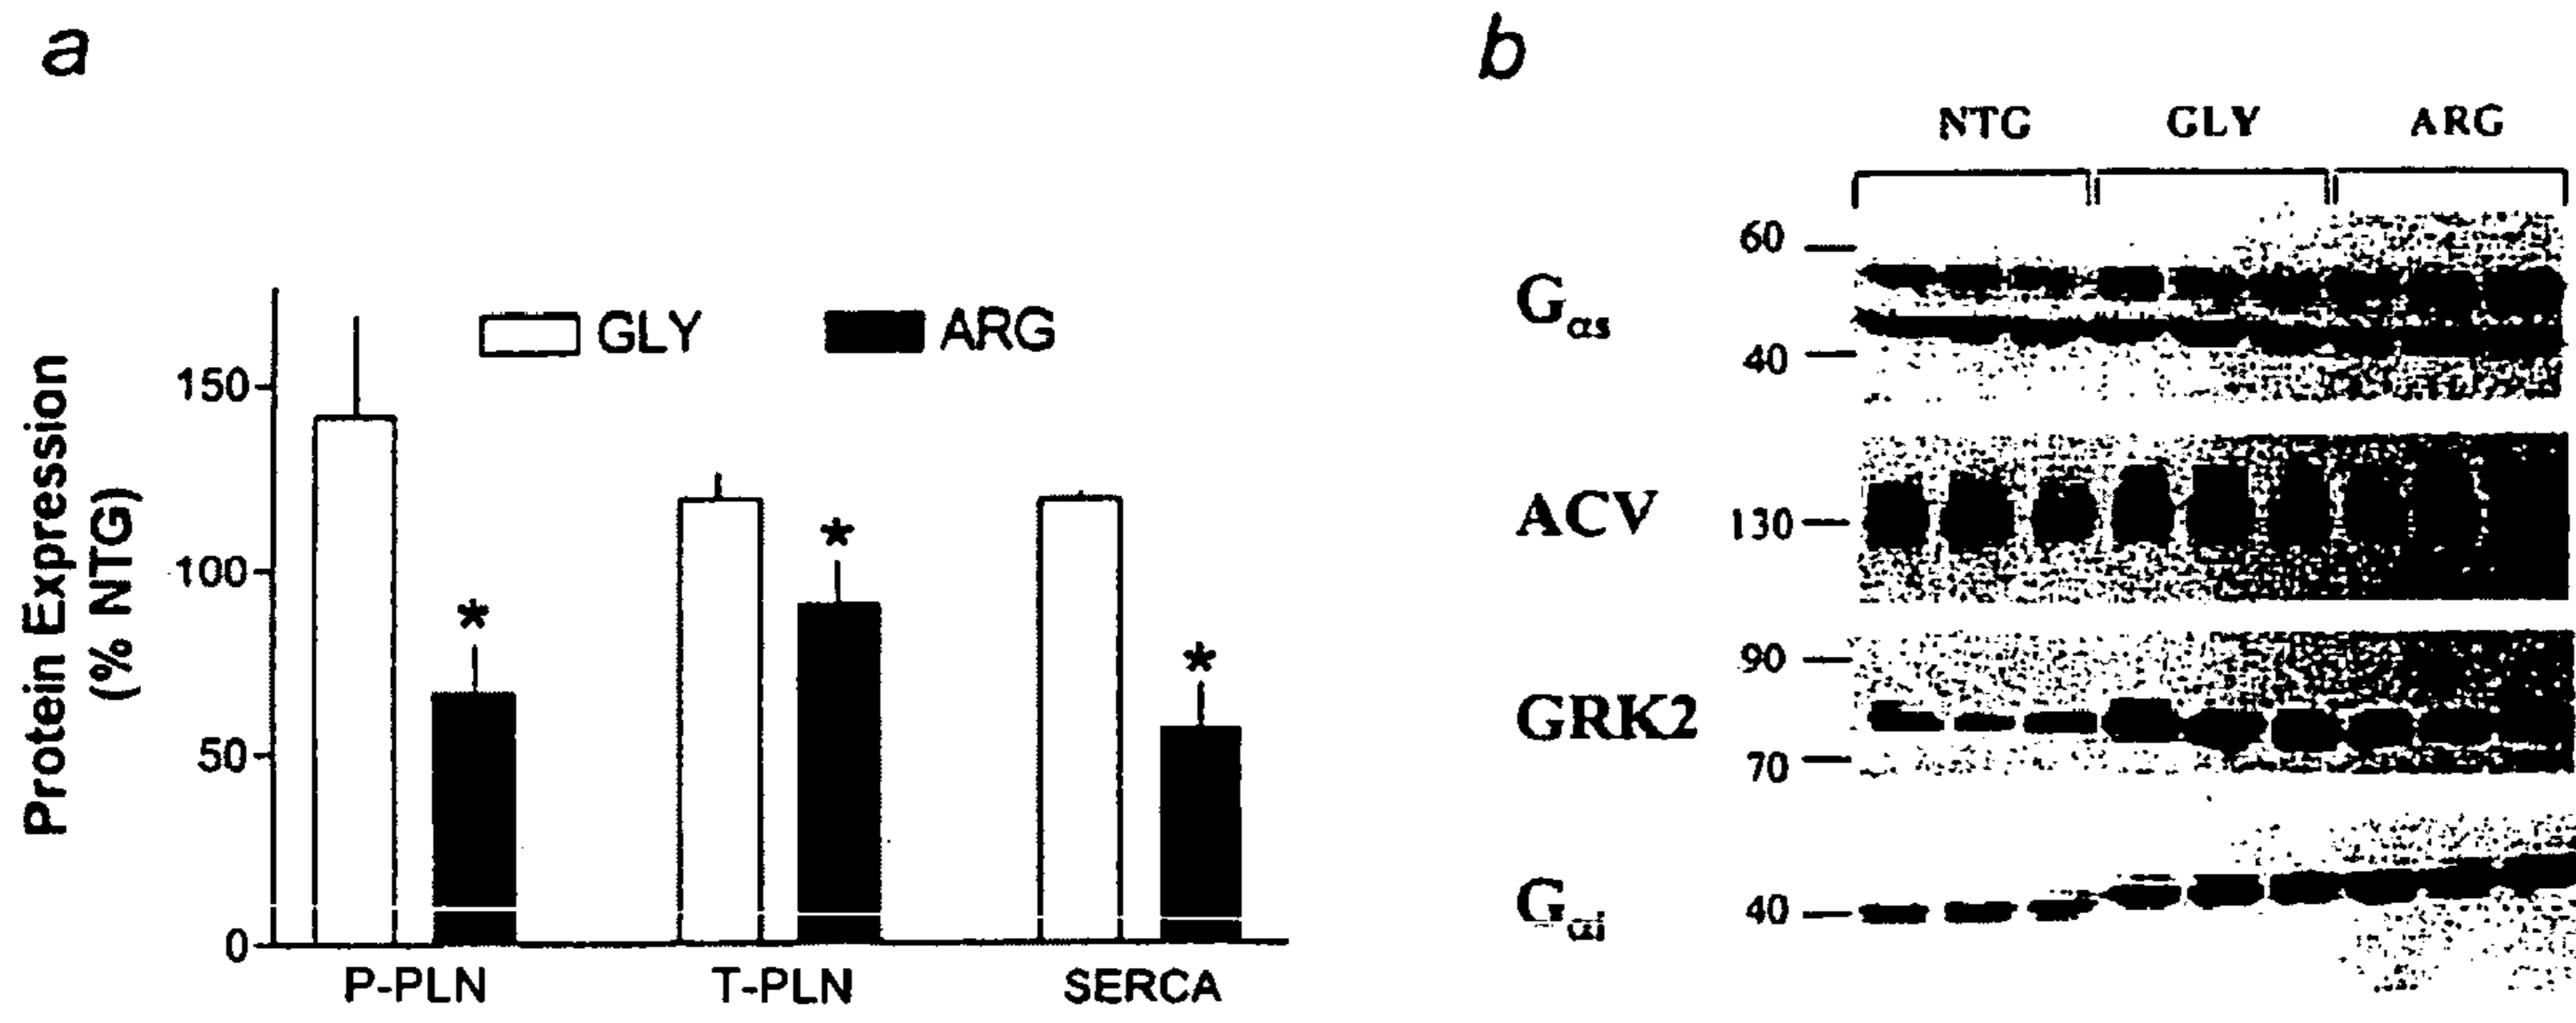 a
b
GLY ARG
Protein Expression
(% NTG)
150
100
50
0
* * *
P-PLN T-PLN SERCA
NTG GLY ARG
Gαs 60
40
ACV 130
GRK2 90
70
Gαi 40